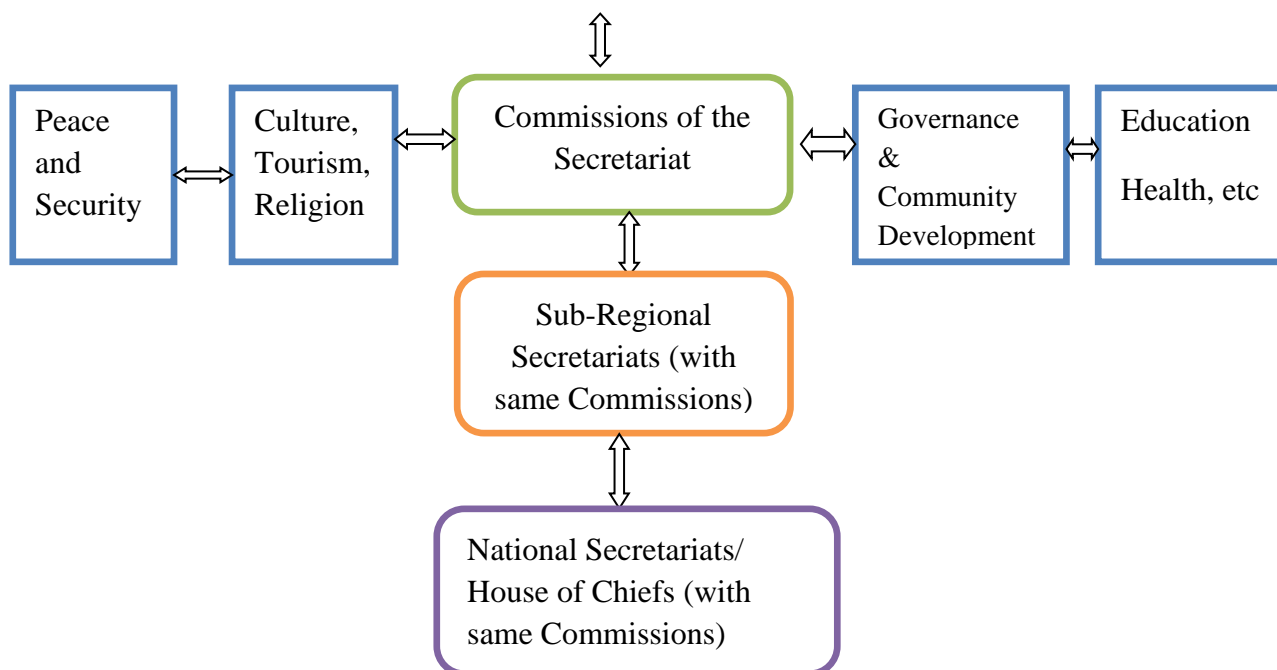 Peace
and
Security
Culture,
Tourism,
Religion
Commissions of the
Secretariat
Governance
&
Community
Development
Education
Health, etc
Sub-Regional
Secretariats (with
same Commissions)
National Secretariats/
House of Chiefs (with
same Commissions)